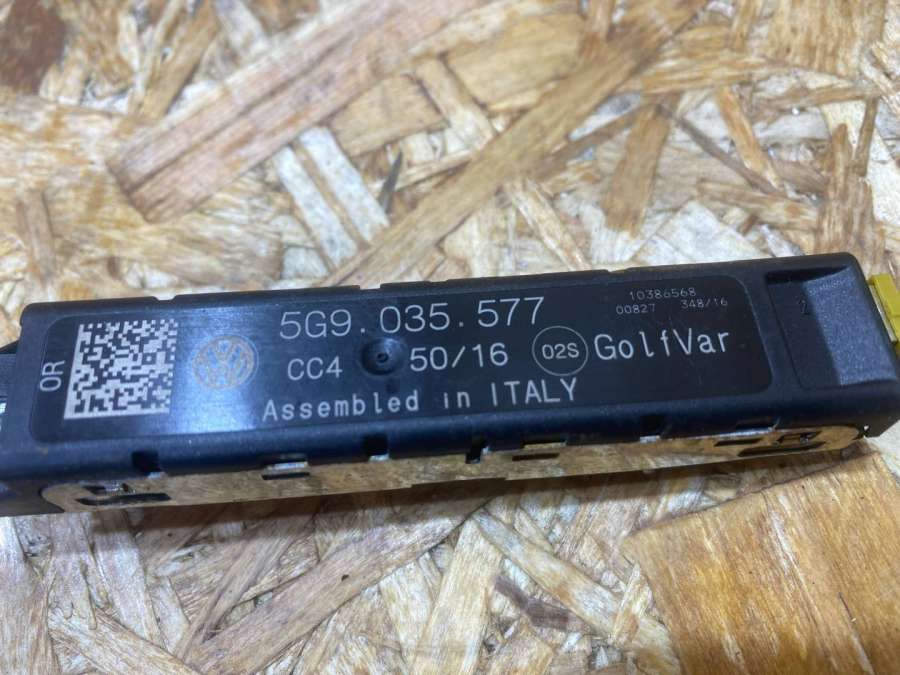 5G9.035.577
10386568
00827 348/16
OR
CC4 50/16 02S GolfVar
Assembled in ITALY